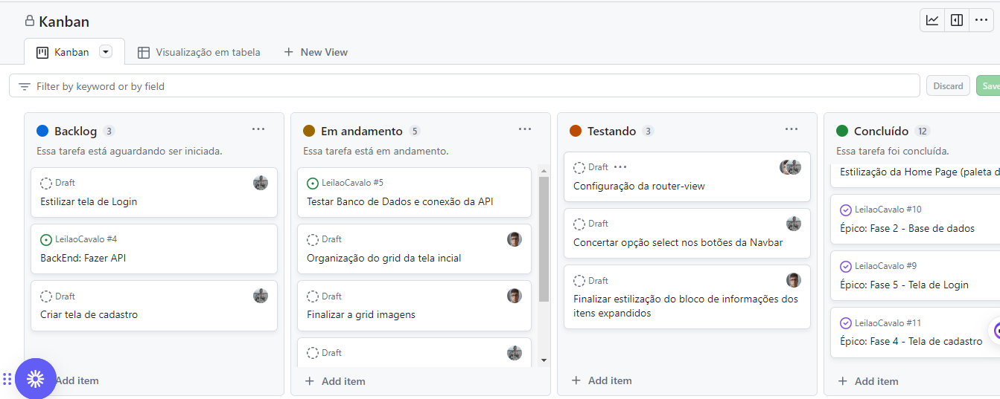 Kanban
Kanban
Visualização em tabela
New View
Filter by keyword or by field
Discard
Save
Backlog 3
Essa tarefa está aguardando ser iniciada.
Draft
Estilizar tela de Login
LeilaoCavalo #4
BackEnd: Fazer API
Draft
Criar tela de cadastro
Add item
Em andamento 5
Essa tarefa está em andamento.
LeilaoCavalo #5
Testar Banco de Dados e conexão da API
Draft
Organização do grid da tela incial
Draft
Finalizar a grid imagens
Draft
Add item
Testando 3
Draft
Configuração da router-view
Draft
Concertar opção select nos botões da Navbar
Draft
Finalizar estilização do bloco de informações dos
itens expandidos
Add item
Concluído 12
Essa tarefa foi concluída.
Estilização da Home Page (paleta d
LeilaoCavalo #10
Épico: Fase 2 - Base de dados
LeilaoCavalo #9
Épico: Fase 5 - Tela de Login
LeilaoCavalo #11
Épico: Fase 4 - Tela de cadastro
Add item